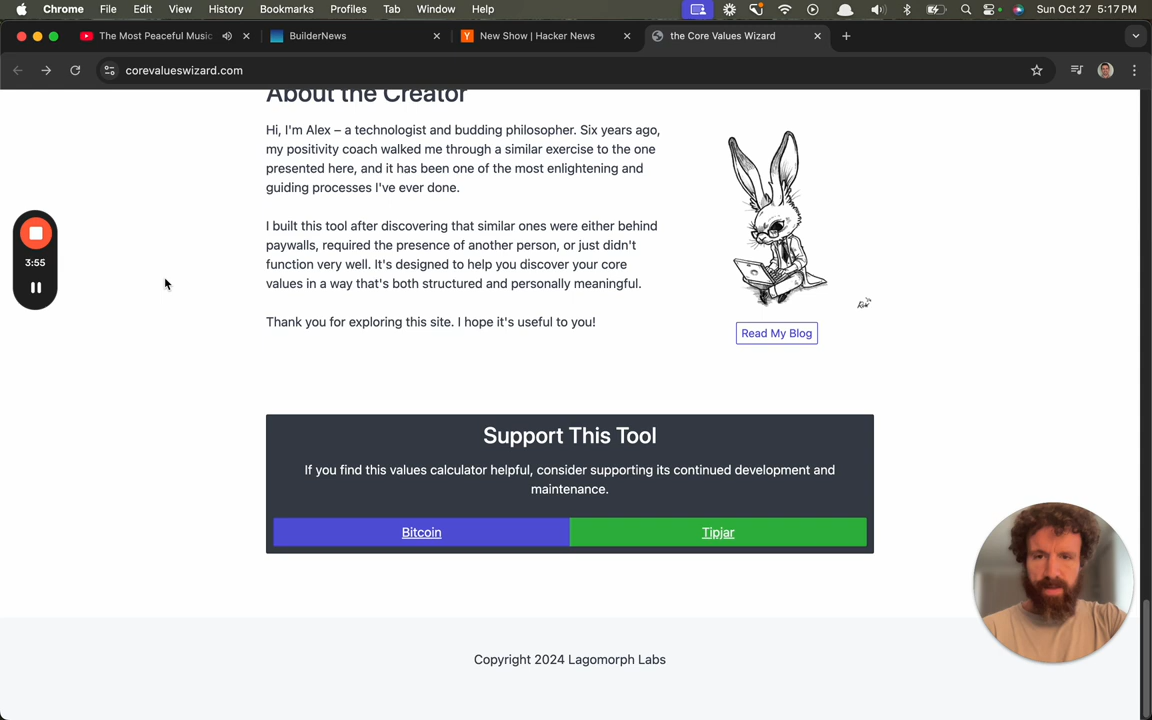 Chrome File Edit View History Bookmarks Profiles Tab Window Help Sun Oct 27 5:17 PM
The Most Peaceful Music BuilderNews New Show | Hacker News the Core Values Wizard
corevalueswizard.com
About the Creator
Hi, I'm Alex – a technologist and budding philosopher. Six years ago,
my positivity coach walked me through a similar exercise to the one
presented here, and it has been one of the most enlightening and
guiding processes I've ever done.
I built this tool after discovering that similar ones were either behind
paywalls, required the presence of another person, or just didn't
function very well. It's designed to help you discover your core
values in a way that's both structured and personally meaningful.
Thank you for exploring this site. I hope it's useful to you!
Read My Blog
3:55
Support This Tool
If you find this values calculator helpful, consider supporting its continued development and
maintenance.
Bitcoin Tipjar
Copyright 2024 Lagomorph Labs